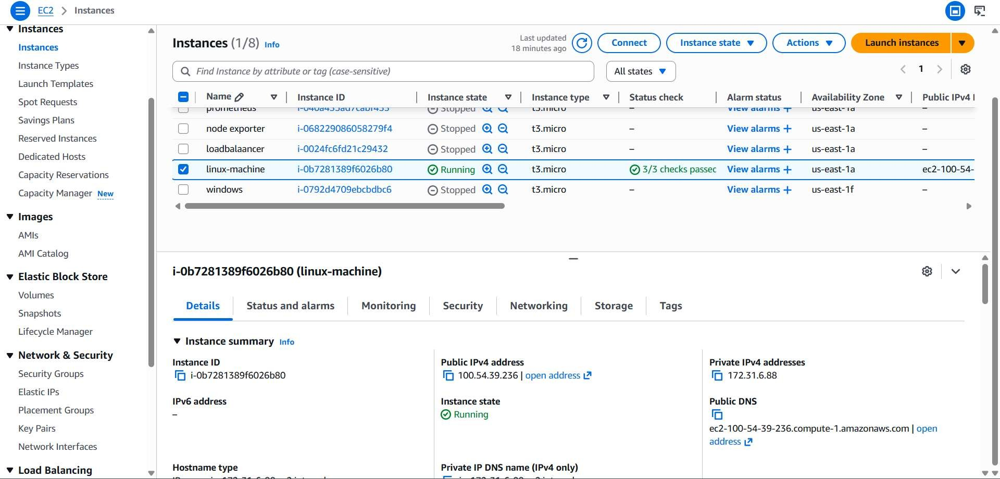 EC2 > Instances
Instances
Instances
Instance Types
Launch Templates
Spot Requests
Savings Plans
Reserved Instances
Dedicated Hosts
Capacity Reservations
Capacity Manager New
Images
AMIs
AMI Catalog
Elastic Block Store
Volumes
Snapshots
Lifecycle Manager
Network & Security
Security Groups
Elastic IPs
Placement Groups
Key Pairs
Network Interfaces
Load Balancing
Instances (1/8) Info
Last updated
18 minutes ago
Connect
Instance state
Actions
Launch instances
Find Instance by attribute or tag (case-sensitive)
All states
1
Name Instance ID Instance state Instance type Status check Alarm status Availability Zone Public IPv4
prometheus Stopped t3.micro – View alarms + us-east-1a –
node exporter i-068229086058279f4 Stopped t3.micro – View alarms + us-east-1a –
loadbalaancer i-0024fc6fd21c29432 Stopped t3.micro – View alarms + us-east-1a –
linux-machine i-0b7281389f6026b80 Running t3.micro 3/3 checks passec View alarms + us-east-1a ec2-100-54-
windows i-0792d4709ebcbdbc6 Stopped t3.micro – View alarms + us-east-1f –
i-0b7281389f6026b80 (linux-machine)
Details Status and alarms Monitoring Security Networking Storage Tags
Instance summary Info
Instance ID
i-0b7281389f6026b80
Public IPv4 address
100.54.39.236 | open address
Private IPv4 addresses
172.31.6.88
IPv6 address
–
Instance state
Running
Public DNS
ec2-100-54-39-236.compute-1.amazonaws.com | open
address
Hostname type
Private IP DNS name (IPv4 only)